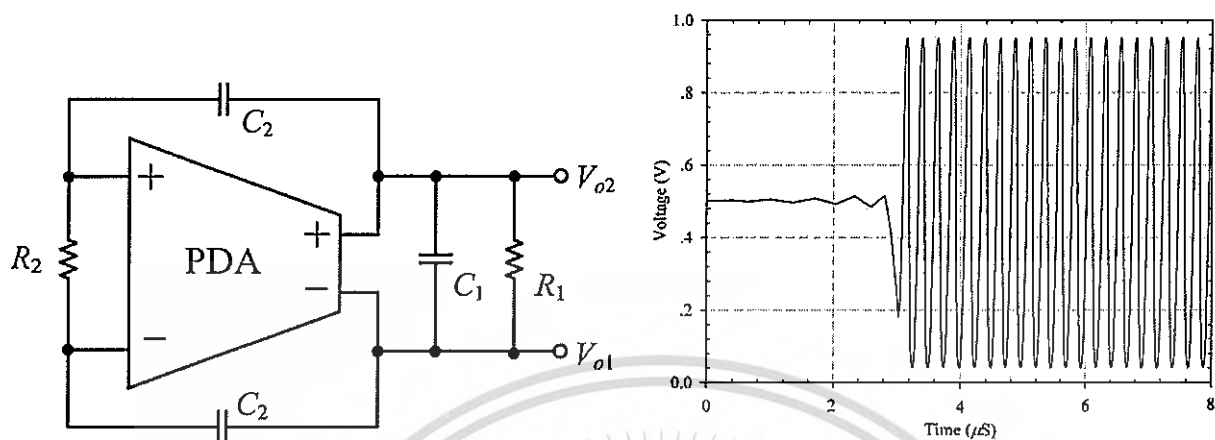 C2
+
+
PDA
−
−
R2
C1
R1
Vo2
Vo1
C2
Voltage (V)
1.0
.8
.6
.4
.2
0.0
0
2
4
6
8
Time (μS)